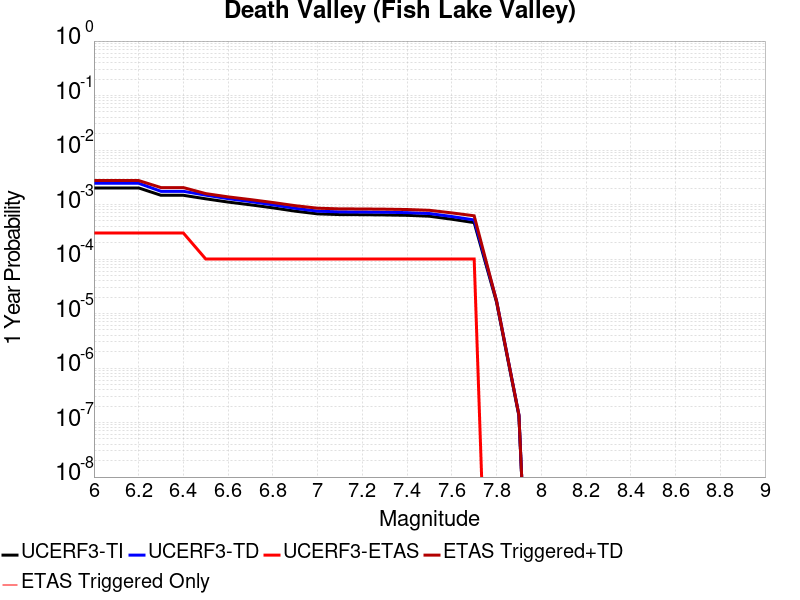 Death Valley (Fish Lake Valley)
10^0
10^-1
10^-2
10^-3
10^-4
10^-5
10^-6
10^-7
10^-8
1 Year Probability
6 6.2 6.4 6.6 6.8 7 7.2 7.4 7.6 7.8 8 8.2 8.4 8.6 8.8 9
Magnitude
UCERF3-TI UCERF3-TD UCERF3-ETAS ETAS Triggered+TD
ETAS Triggered Only